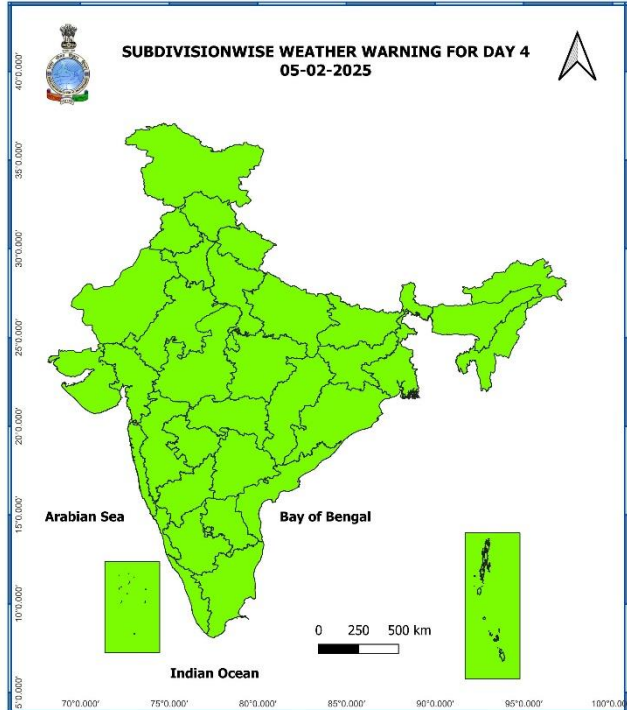 SUBDIVISIONWISE WEATHER WARNING FOR DAY 4
05-02-2025
40°0.000'
35°0.000'
30°0.000'
25°0.000'
20°0.000'
15°0.000'
10°0.000'
5°0.000'
Arabian Sea
Bay of Bengal
0 250 500 km
Indian Ocean
70°0.000' 75°0.000' 80°0.000' 85°0.000' 90°0.000' 95°0.000' 100°0.000'